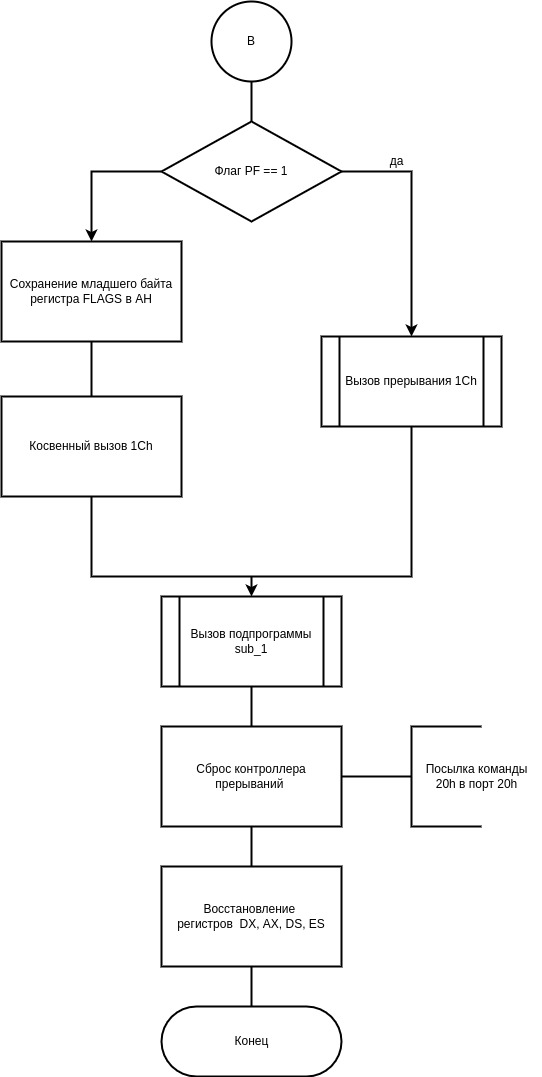 B
Флаг PF == 1
да
Сохранение младшего байта
регистра FLAGS в AH
Вызов прерывания 1Ch
Косвенный вызов 1Ch
Вызов подпрограммы
sub_1
Сброс контроллера
прерываний
Посылка команды
20h в порт 20h
Восстановление
регистров DX, AX, DS, ES
Конец